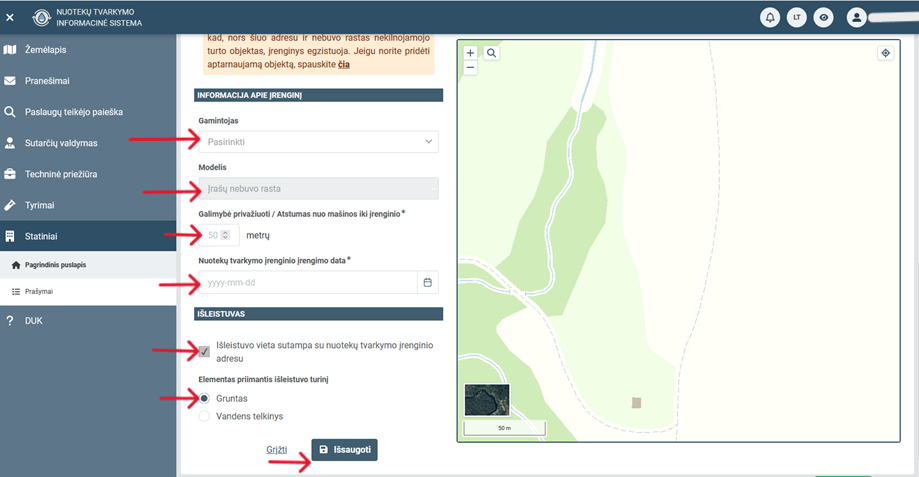 NUOTEKŲ TVARKYMO
INFORMACINĖ SISTEMA
LT
Žemėlapis
Pranešimai
Paslaugų teikėjo paieška
Sutarčių valdymas
Techninė priežiūra
Tyrimai
Statiniai
Pagrindinis puslapis
Prašymai
DUK
kad, nors šiuo adresu ir nebuvo rastas nekilnojamojo
turto objektas, įrenginys egzistuoja. Jeigu norite pridėti
aptarnaujamą objektą, spauskite čia
INFORMACIJA APIE ĮRENGINĮ
Gamintojas
Pasirinkti
Modelis
Įrašų nebuvo rasta
Galimybė privažiuoti / Atstumas nuo mašinos iki įrenginio*
50 metrų
Nuotekų tvarkymo įrenginio įrengimo data*
yyyy-mm-dd
IŠLEISTUVAS
Išleistuvo vieta sutampa su nuotekų tvarkymo įrenginio
adresu
Elementas priimantis išleistuvo turinį
Gruntas
Vandens telkinys
Grįžti
Išsaugoti
+
−
50 m